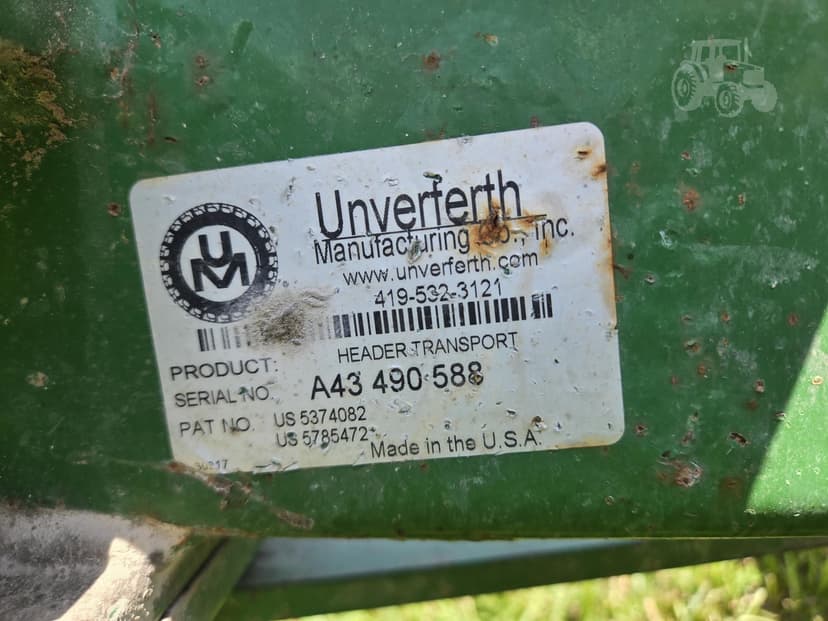 UM
Unverferth
Manufacturing Co., Inc.
www.unverferth.com
419-532-3121
PRODUCT: HEADER TRANSPORT
SERIAL NO. A43 490 588
PAT NO. US 5374082
US 5785472
Made in the U.S.A.